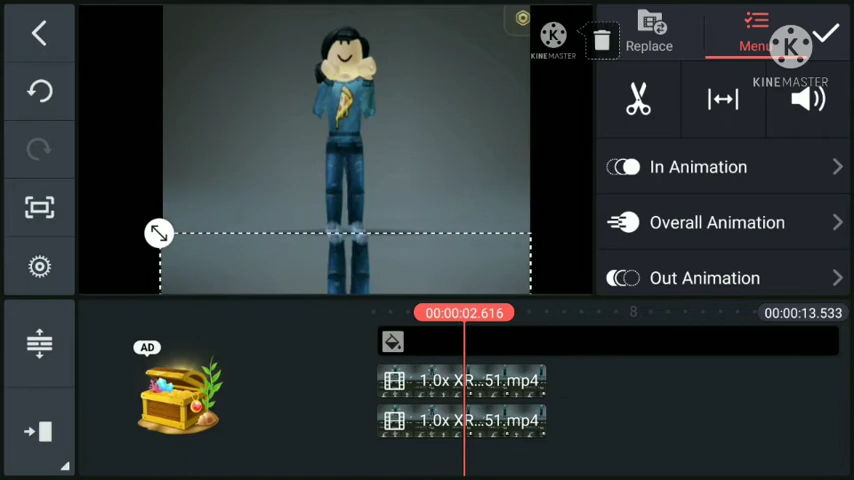 KINEMASTER
Replace
Menu
K
KINEMASTER
In Animation
Overall Animation
Out Animation
00:00:02.616
8
00:00:13.533
AD
1.0x XR...51.mp4
1.0x XR...51.mp4